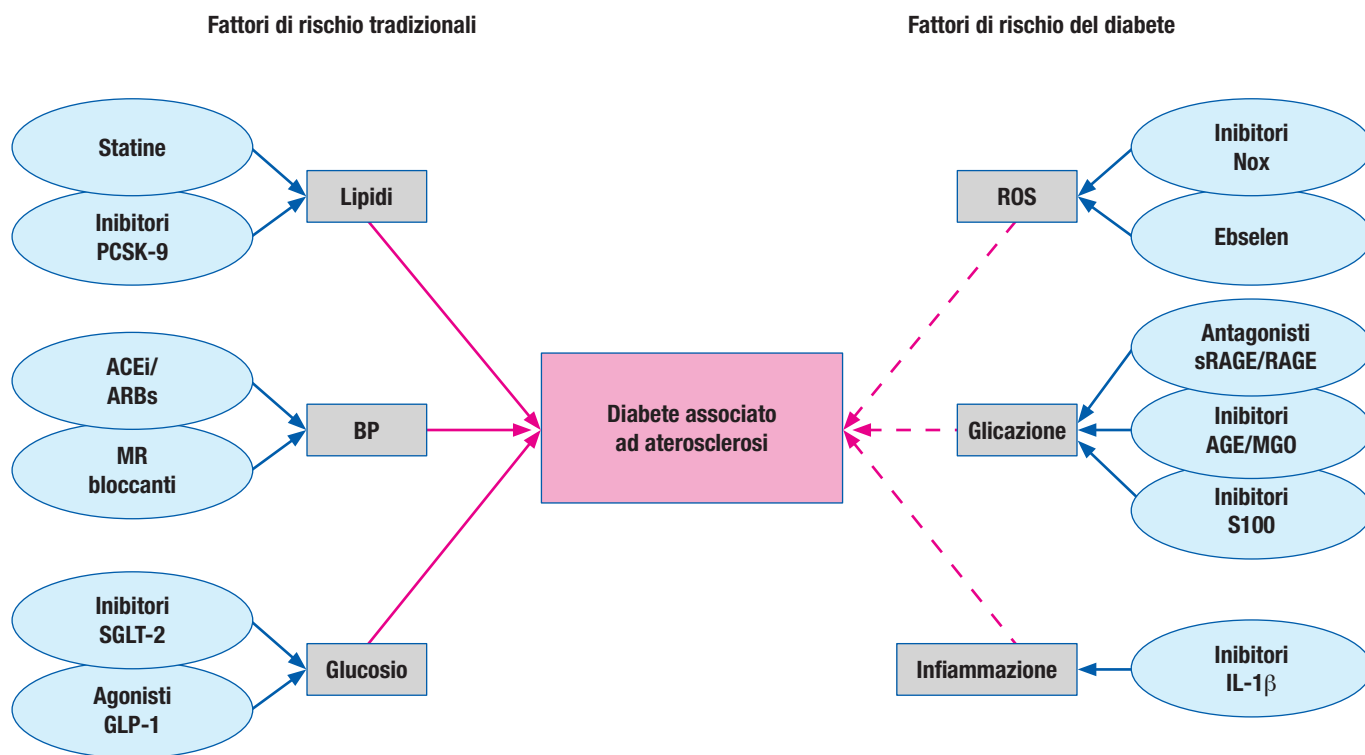 Fattori di rischio tradizionali
Fattori di rischio del diabete
Statine
Inibitori
PCSK-9
Lipidi
ACEi/
ARBs
MR
bloccanti
BP
Inibitori
SGLT-2
Agonisti
GLP-1
Glucosio
Diabete associato
ad aterosclerosi
ROS
Inibitori
Nox
Ebselen
Glicazione
Antagonisti
sRAGE/RAGE
Inibitori
AGE/MGO
Inibitori
S100
Infiammazione
Inibitori
IL-1β